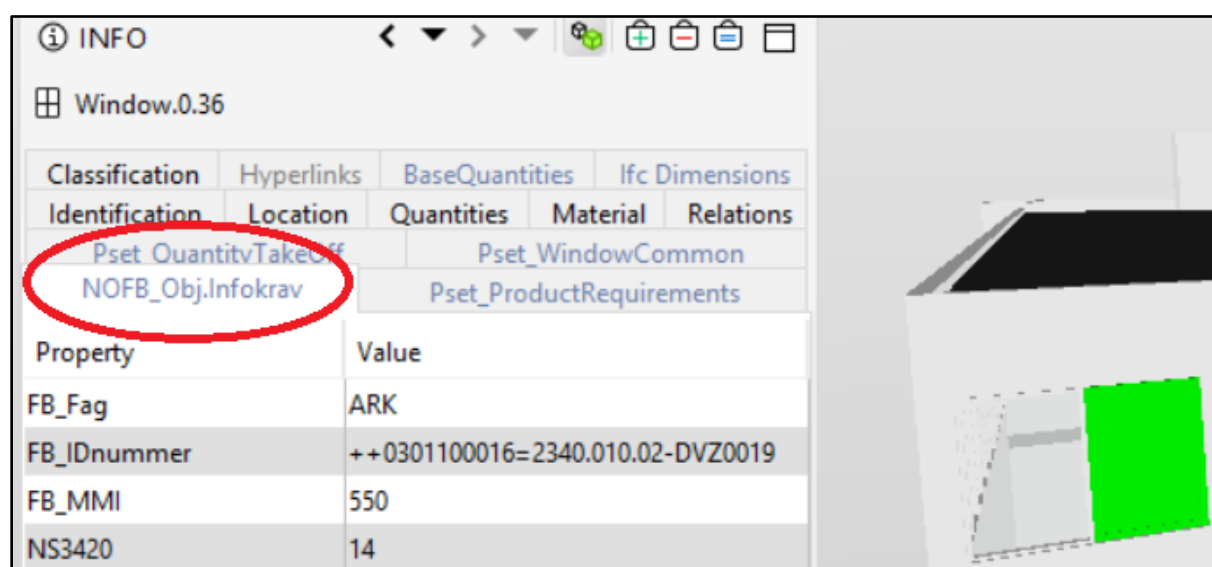 INFO
Window.0.36
Classification Hyperlinks BaseQuantities Ifc Dimensions
Identification Location Quantities Material Relations
Pset_QuantityTakeOff Pset_WindowCommon
NOFB_Obj.Infokrav Pset_ProductRequirements
Property Value
FB_Fag ARK
FB_IDnummer ++0301100016=2340.010.02-DVZ0019
FB_MMI 550
NS3420 14